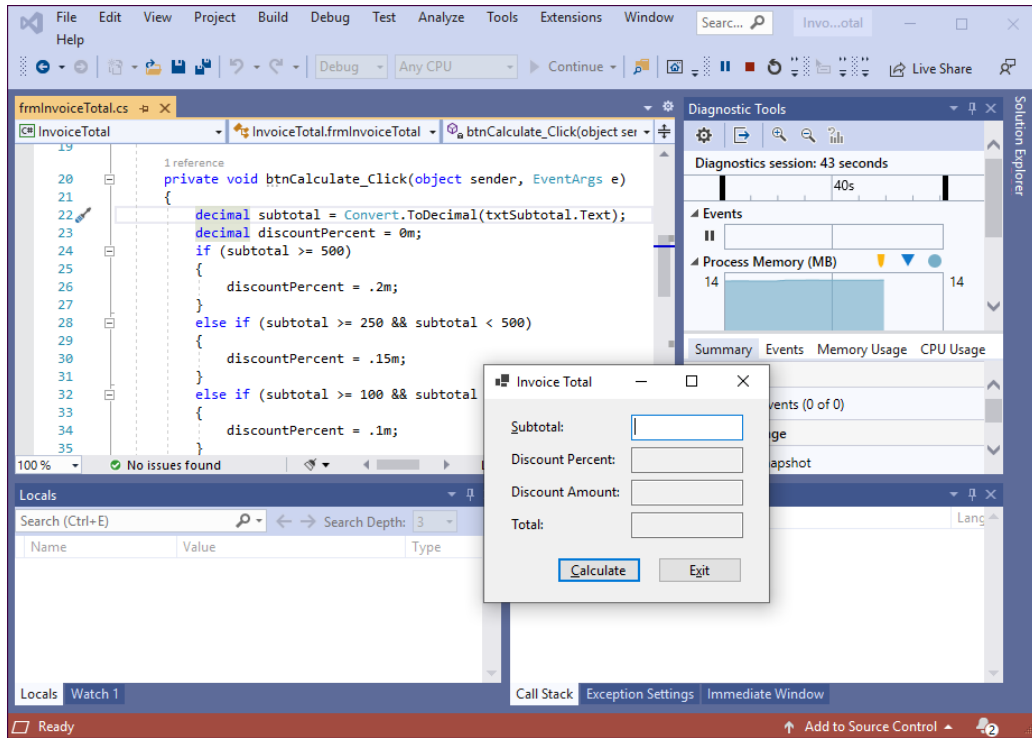 File Edit View Project Build Debug Test Analyze Tools Extensions Window
Help
Searc...
Invo...otal
Debug Any CPU Continue Live Share
frmInvoiceTotal.cs
InvoiceTotal InvoiceTotal.frmInvoiceTotal btnCalculate_Click(object ser
19
1 reference
20 private void btnCalculate_Click(object sender, EventArgs e)
21 {
22 decimal subtotal = Convert.ToDecimal(txtSubtotal.Text);
23 decimal discountPercent = 0m;
24 if (subtotal >= 500)
25 {
26 discountPercent = .2m;
27 }
28 else if (subtotal >= 250 && subtotal < 500)
29 {
30 discountPercent = .15m;
31 }
32 else if (subtotal >= 100 && subtotal
33 {
34 discountPercent = .1m;
35 }
100 % No issues found
Diagnostic Tools
Diagnostics session: 43 seconds
40s
Events
Process Memory (MB)
14 14
Summary Events Memory Usage CPU Usage
vents (0 of 0)
ge
apshot
Solution Explorer
Invoice Total
Subtotal:
Discount Percent:
Discount Amount:
Total:
Calculate Exit
Locals
Search (Ctrl+E) Search Depth: 3
Name Value Type
Lang
Locals Watch 1
Call Stack Exception Settings Immediate Window
Ready Add to Source Control 2